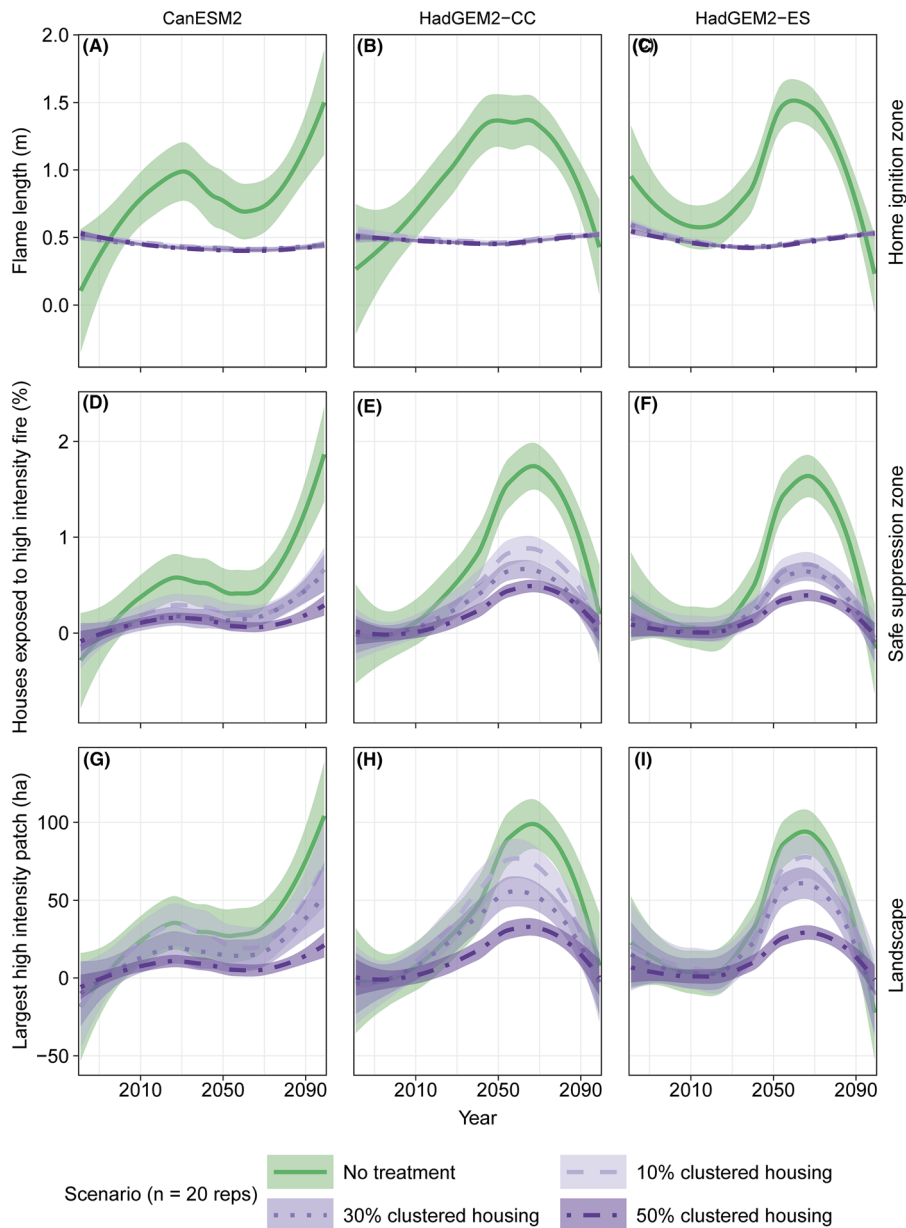 CanESM2 HadGEM2−CC HadGEM2−ES
(A) (B) (C)
Flame length (m)
2.0
1.5
1.0
0.5
0.0
Home ignition zone
(D) (E) (F)
Houses exposed to high intensity fire (%)
2
1
0
Safe suppression zone
(G) (H) (I)
Largest high intensity patch (ha)
100
50
0
−50
Landscape
2010 2050 2090 2010 2050 2090 2010 2050 2090
Year
Scenario (n = 20 reps)
No treatment
10% clustered housing
30% clustered housing
50% clustered housing